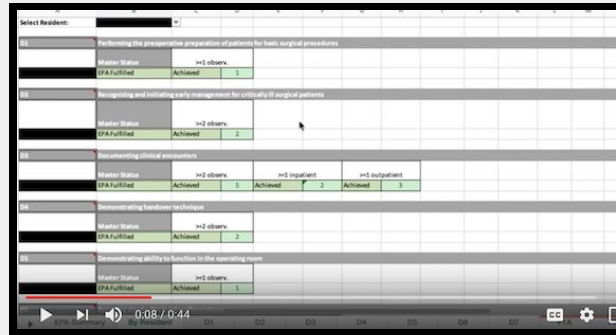 A B C D E F G H
Select Resident:
D1 Performing the preoperative preparation of patients for basic surgical procedures
Master Status >=1 observ.
EPA Fulfilled Achieved 1
D2 Recognizing and initiating early management for critically ill surgical patients
Master Status >=2 observ.
EPA Fulfilled Achieved 2
D3 Documenting clinical encounters
Master Status >=2 observ. >=1 inpatient >=1 outpatient
EPA Fulfilled Achieved 5 Achieved 2 Achieved 3
D4 Demonstrating handover technique
Master Status >=2 observ.
EPA Fulfilled Achieved 2
D5 Demonstrating ability to function in the operating room
Master Status >=1 observ.
EPA Fulfilled Achieved 1
0:08 / 0:44 CC
EPA Summary By Resident D1 D2 D3 D4 D5 D6 D7